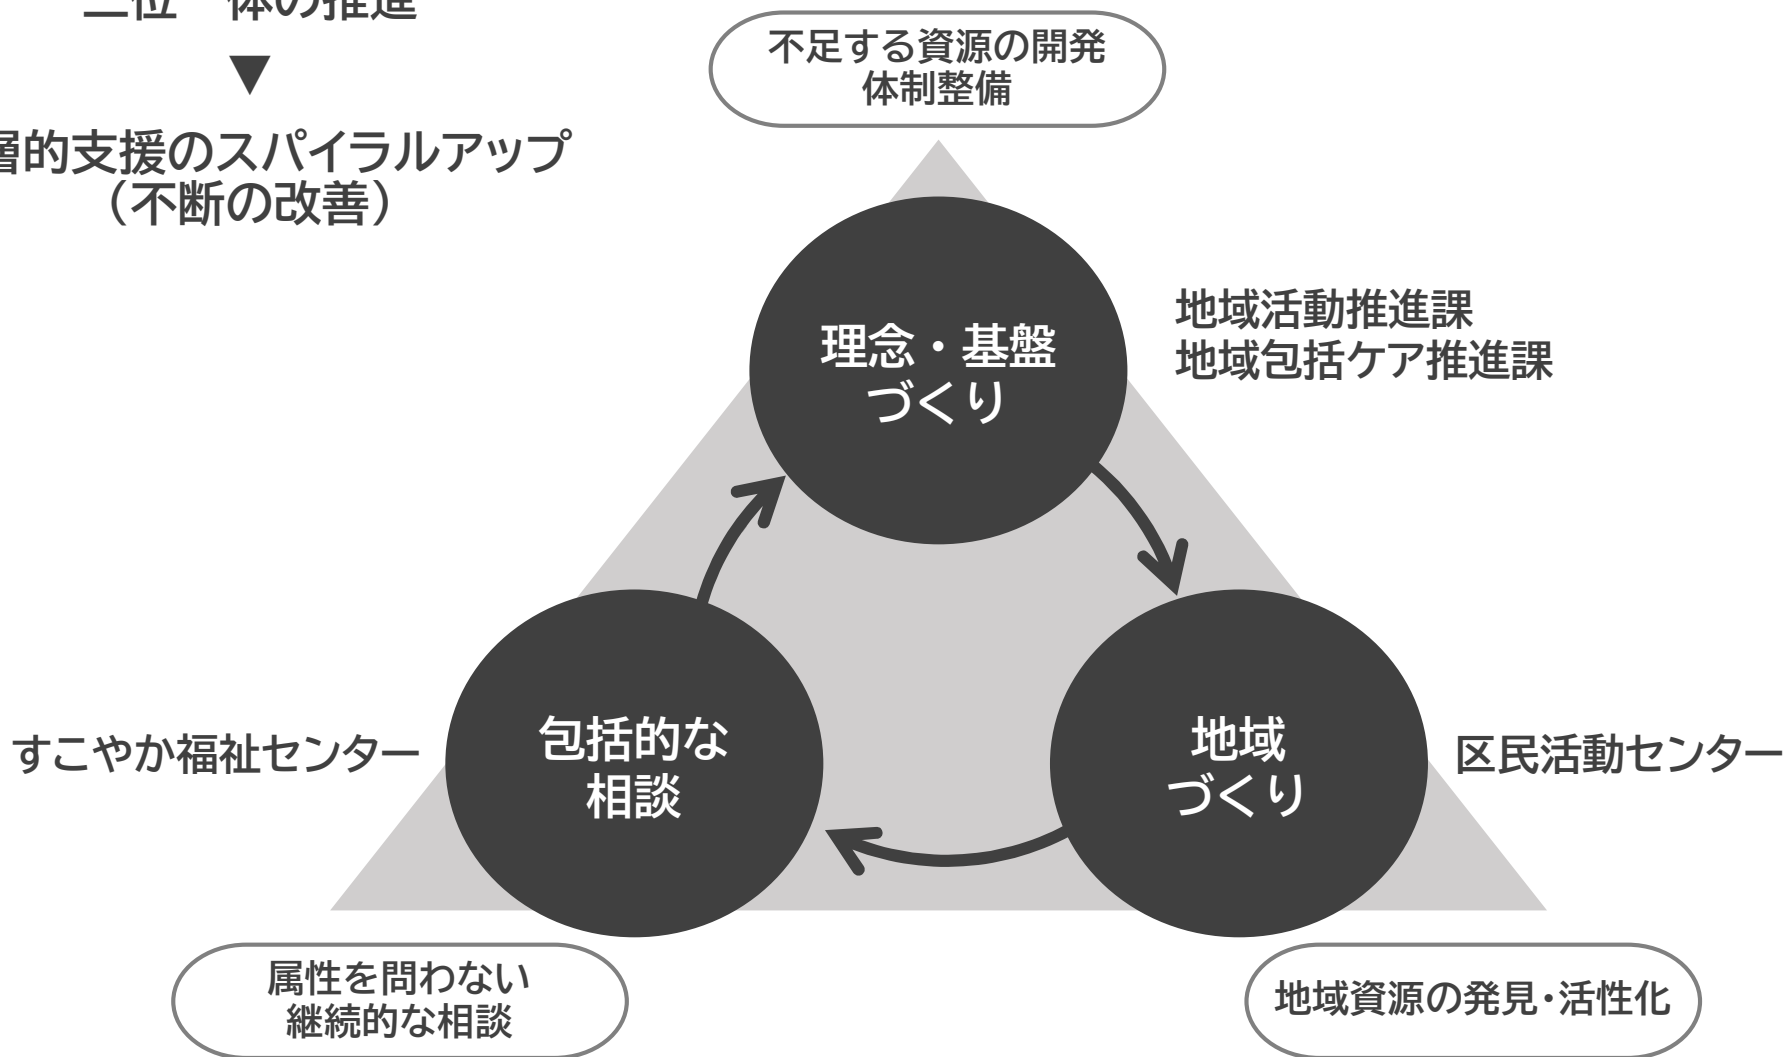 位一体の推進
▼
層的支援のスパイラルアップ
（不断の改善）
不足する資源の開発
体制整備
理念・基盤
づくり
地域活動推進課
地域包括ケア推進課
すこやか福祉センター
包括的な
相談
地域
づくり
区民活動センター
属性を問わない
継続的な相談
地域資源の発見・活性化